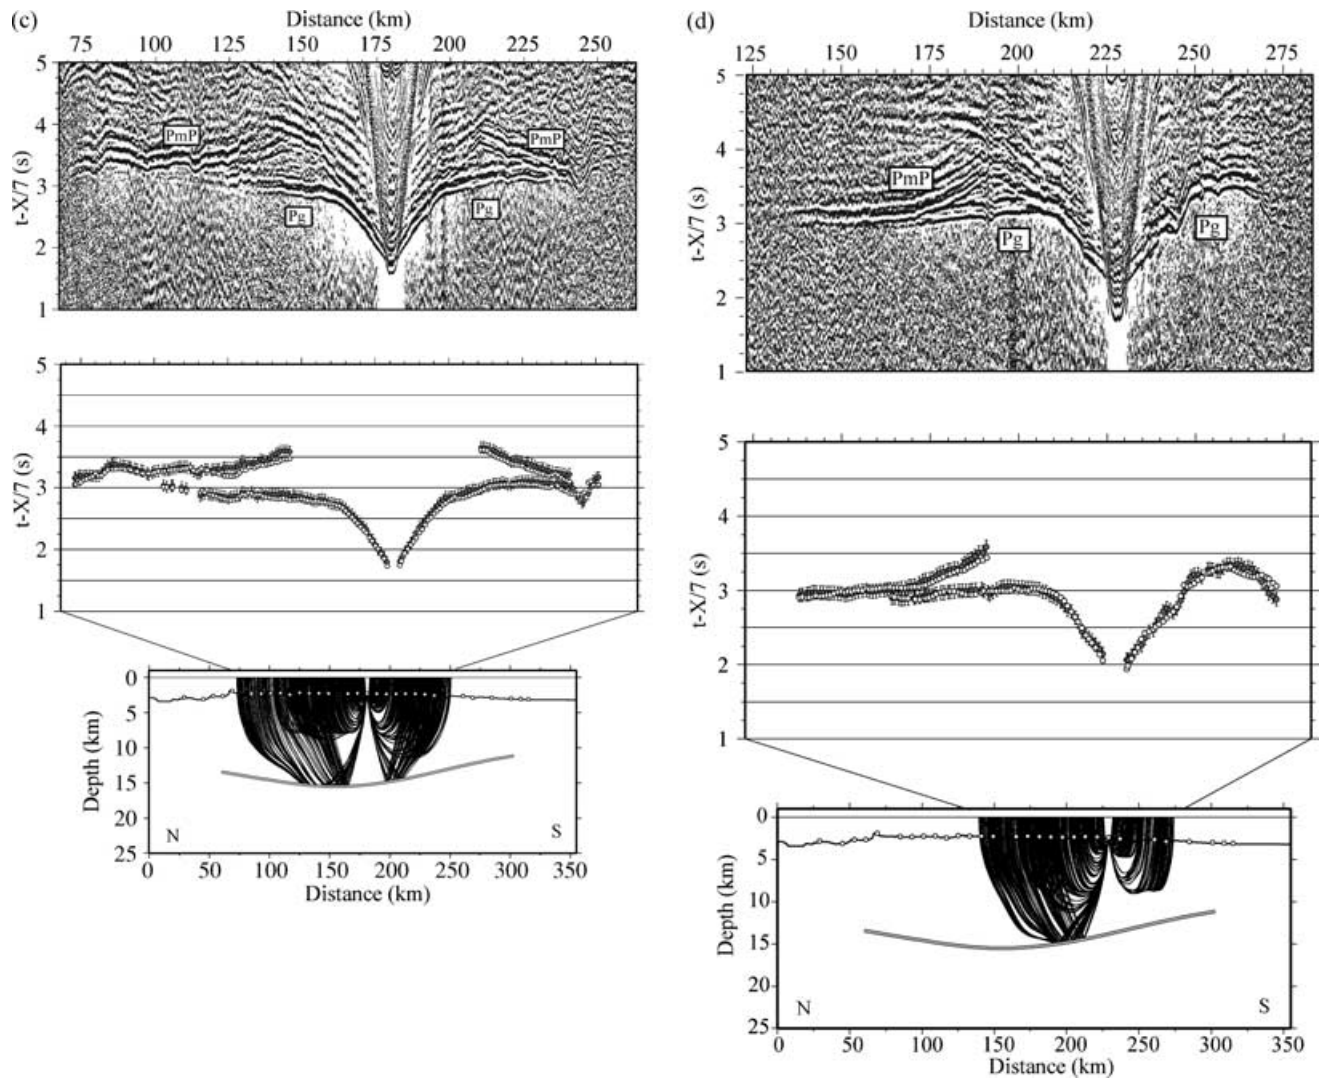 (c)
Distance (km)
75 100 125 150 175 200 225 250
5
4
3
2
1
t-X/7 (s)
PmP
PmP
Pg
Pg
5
4
3
2
1
t-X/7 (s)
0
5
10
15
20
25
Depth (km)
N
S
0 50 100 150 200 250 300 350
Distance (km)
(d)
Distance (km)
125 150 175 200 225 250 275
5
4
3
2
1
t-X/7 (s)
PmP
Pg
Pg
5
4
3
2
1
t-X/7 (s)
0
5
10
15
20
25
Depth (km)
N
S
0 50 100 150 200 250 300 350
Distance (km)